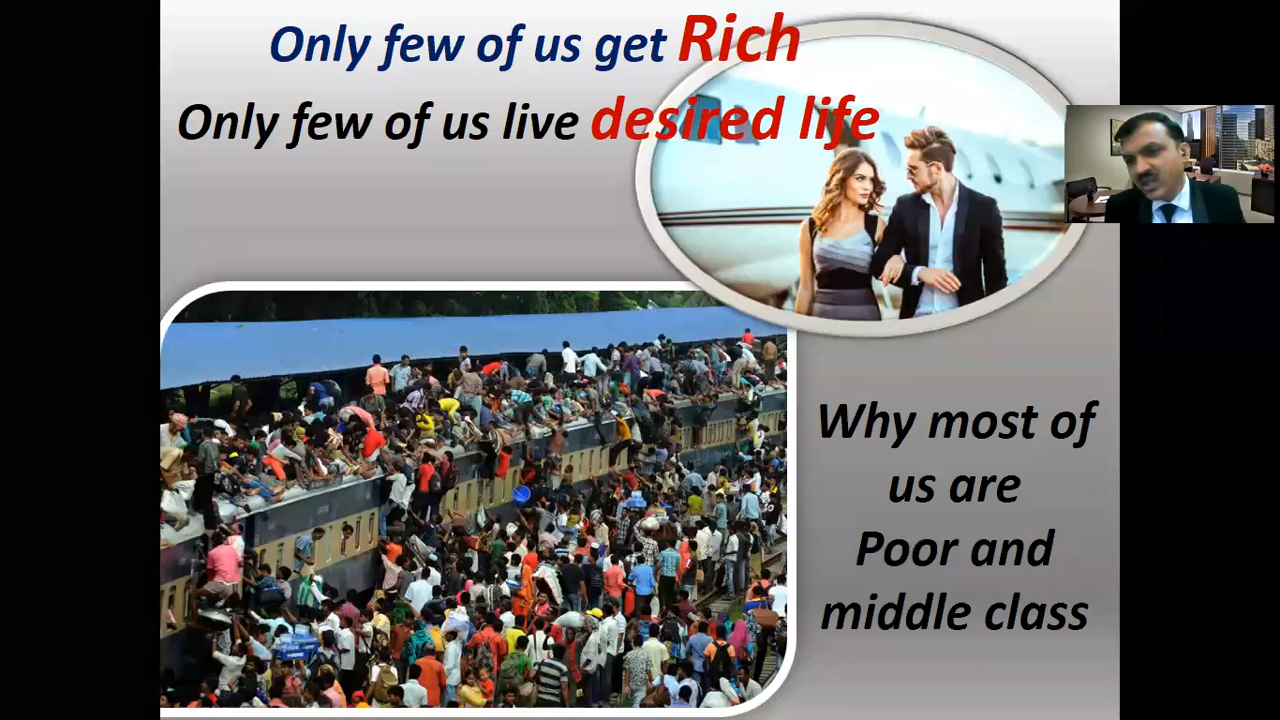 Only few of us get Rich
Only few of us live desired life
Why most of
us are
Poor and
middle class